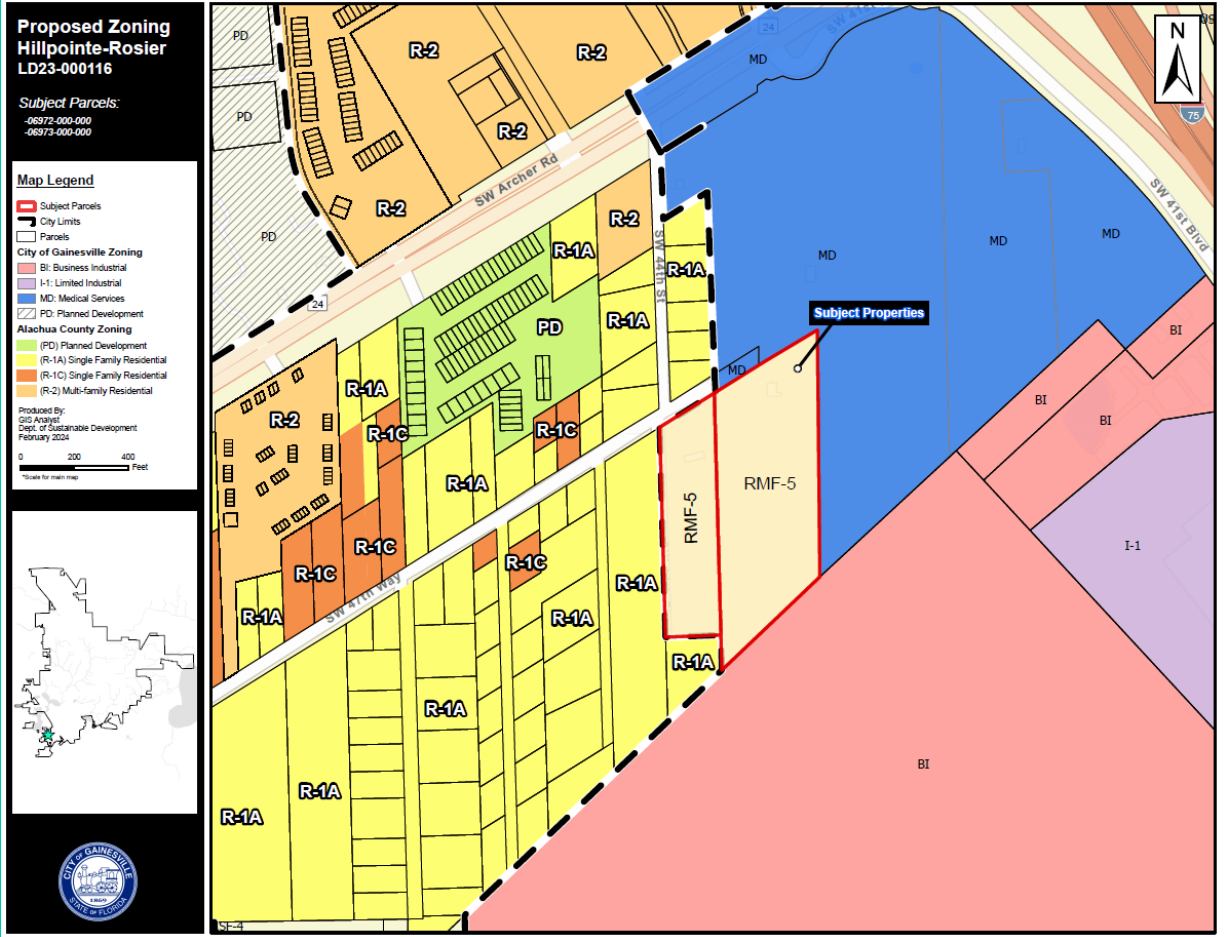 Proposed Zoning
Hillpointe-Rosier
LD23-000116
Subject Parcels:
-06972-000-000
-06973-000-000
Map Legend
Subject Parcels
City Limits
Parcels
City of Gainesville Zoning
BI: Business Industrial
I-1: Limited Industrial
MD: Medical Services
PD: Planned Development
Alachua County Zoning
(PD) Planned Development
(R-1A) Single Family Residential
(R-1C) Single Family Residential
(R-2) Multi-family Residential
Produced By:
GIS Analyst
Dept. of Sustainable Development
February 2024
0 200 400
Feet
*Scale for main map
CITY OF GAINESVILLE
1869
STATE OF FLORIDA
PD
R-2
R-2
24
SW 41st
MD
N
75
PD
R-2
SW Archer Rd
R-2
PD
R-2
R-1A
SW 44th St
R-1A
MD
MD
MD
SW 41st Blvd
24
PD
R-1A
Subject Properties
BI
R-1A
MD
BI
BI
R-2
R-1C
R-1C
R-1A
RMF-5
RMF-5
I-1
R-1C
R-1C
R-1C
R-1A
SW 47th Way
R-1A
R-1A
R-1A
R-1A
R-1A
BI
R-1A
SF-4